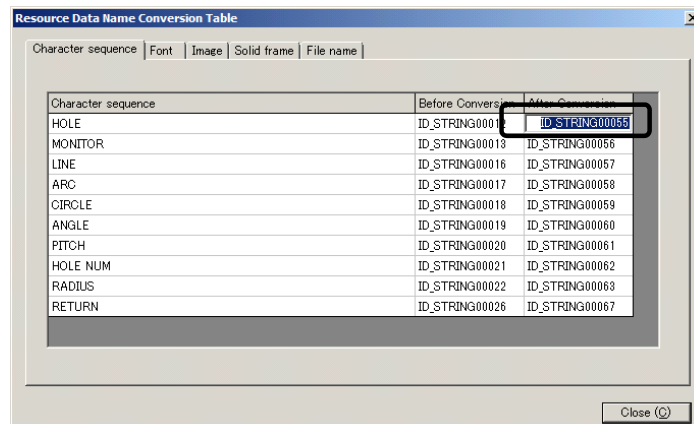 Resource Data Name Conversion Table
Character sequence Font Image Solid frame File name
Character sequence Before Conversion After Conversion
HOLE ID_STRING00012 ID_STRING00055
MONITOR ID_STRING00013 ID_STRING00056
LINE ID_STRING00016 ID_STRING00057
ARC ID_STRING00017 ID_STRING00058
CIRCLE ID_STRING00018 ID_STRING00059
ANGLE ID_STRING00019 ID_STRING00060
PITCH ID_STRING00020 ID_STRING00061
HOLE NUM ID_STRING00021 ID_STRING00062
RADIUS ID_STRING00022 ID_STRING00063
RETURN ID_STRING00026 ID_STRING00067
Close (C)